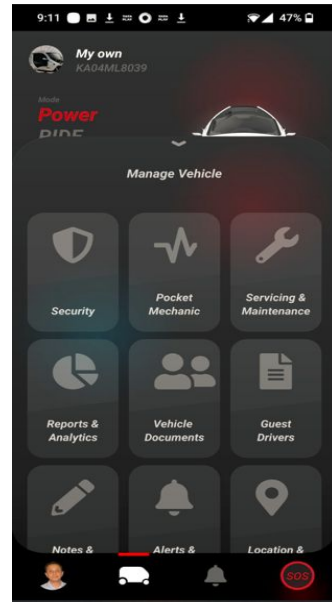 9:11 47%
My own
KA04ML8039
Mode
Power
RIDE
Manage Vehicle
Security
Pocket
Mechanic
Servicing &
Maintenance
Reports &
Analytics
Vehicle
Documents
Guest
Drivers
Notes &
Alerts &
Location &
SOS